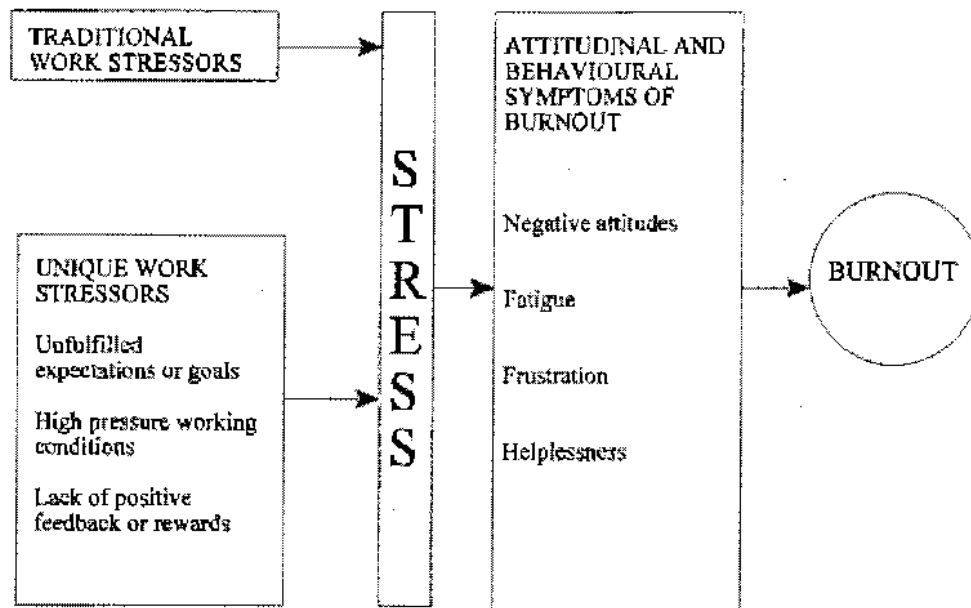 TRADITIONAL
WORK STRESSORS
UNIQUE WORK
STRESSORS
Unfulfilled
expectations or goals
High pressure working
conditions
Lack of positive
feedback or rewards
STRESS
ATTITUDINAL AND
BEHAVIOURAL
SYMPTOMS OF
BURNOUT
Negative attitudes
Fatigue
Frustration
Helplessness
BURNOUT